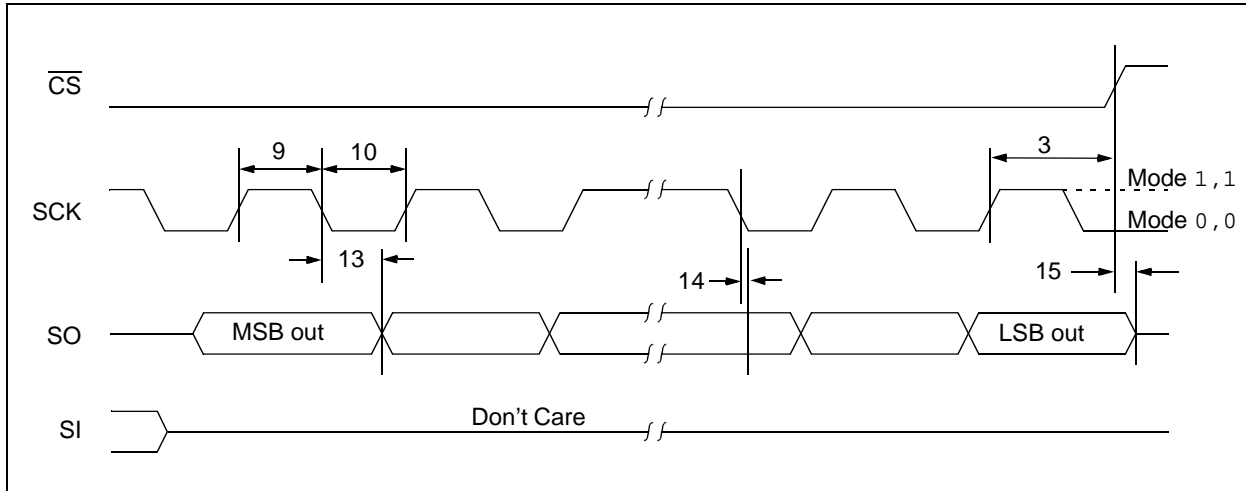 CS
9
10
3
SCK
Mode 1,1
Mode 0,0
13
14
15
SO
MSB out
LSB out
SI
Don't Care